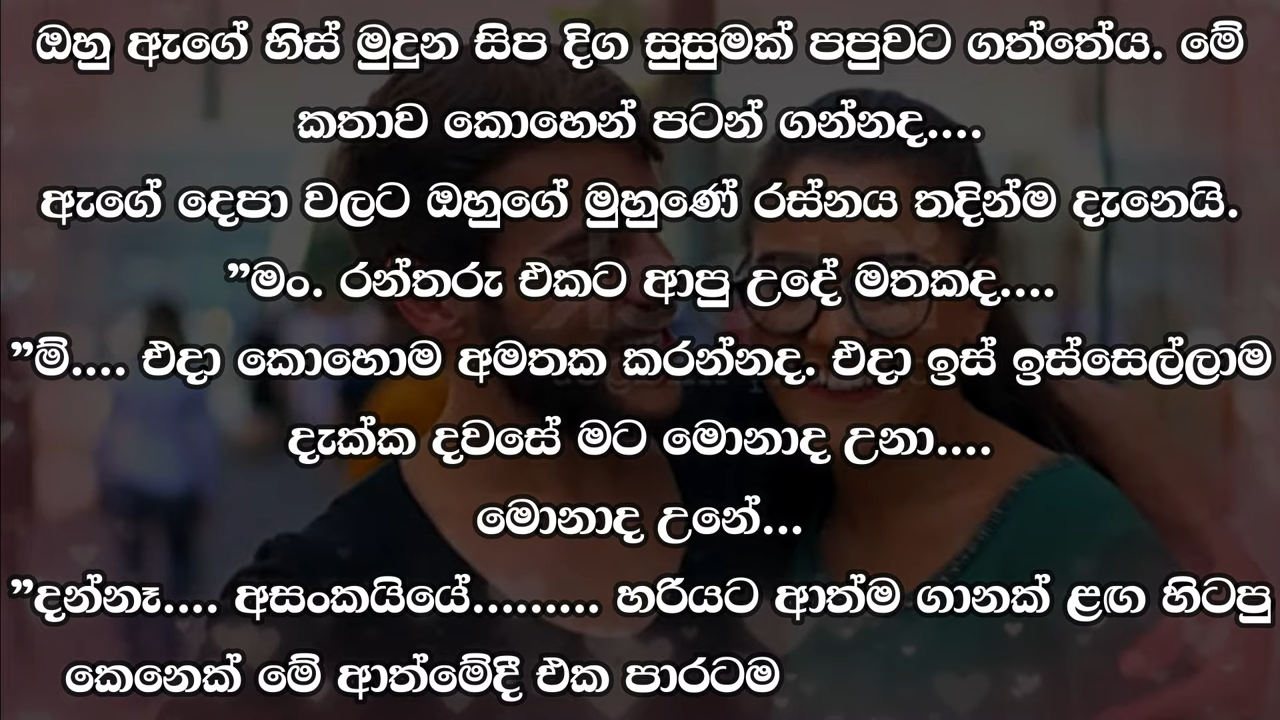 ඔහු ඇගේ හිස් මුදුන සිප දිග සුසුමක් පපුවට ගත්තේය. මේ
කතාව කොහෙන් පටන් ගන්නද....
ඇගේ දෙපා වලට ඔහුගේ මුහුණේ රස්නය තදින්ම දැනෙයි.
”මං. රන්තරු එකට ආපු උදේ මතකද....
”ම්.... එදා කොහොම අමතක කරන්නද. එදා ඉස් ඉස්සෙල්ලාම
දැක්ක දවසේ මට මොනාද උනා....
මොනාද උනේ...
”දන්නෑ.... අසංකයියේ......... හරියට ආත්ම ගානක් ළඟ හිටපු
කෙනෙක් මේ ආත්මේදී එක පාරටම